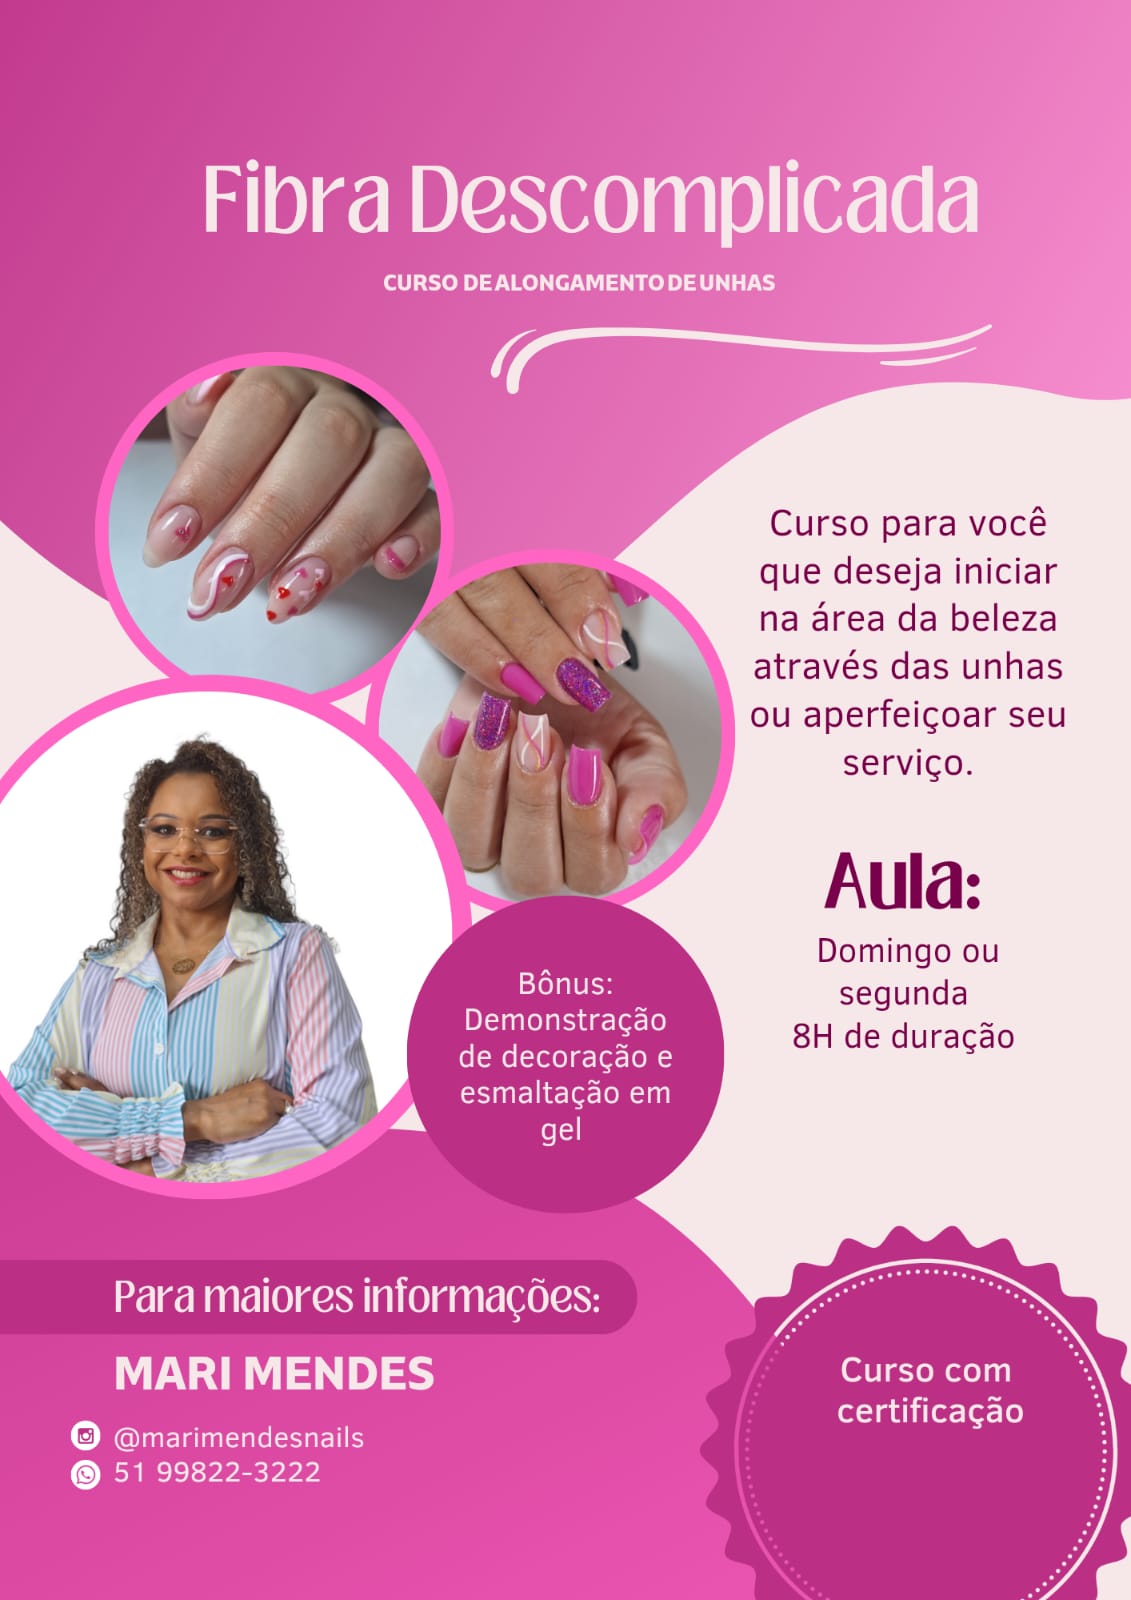 Fibra Descomplicada
CURSO DE ALONGAMENTO DE UNHAS
Curso para você
que deseja iniciar
na área da beleza
através das unhas
ou aperfeiçoar seu
serviço.
Aula:
Domingo ou
segunda
8H de duração
Bônus:
Demonstração
de decoração e
esmaltação em
gel
Para maiores informações:
MARI MENDES
@marimendesnails
51 99822-3222
Curso com
certificação